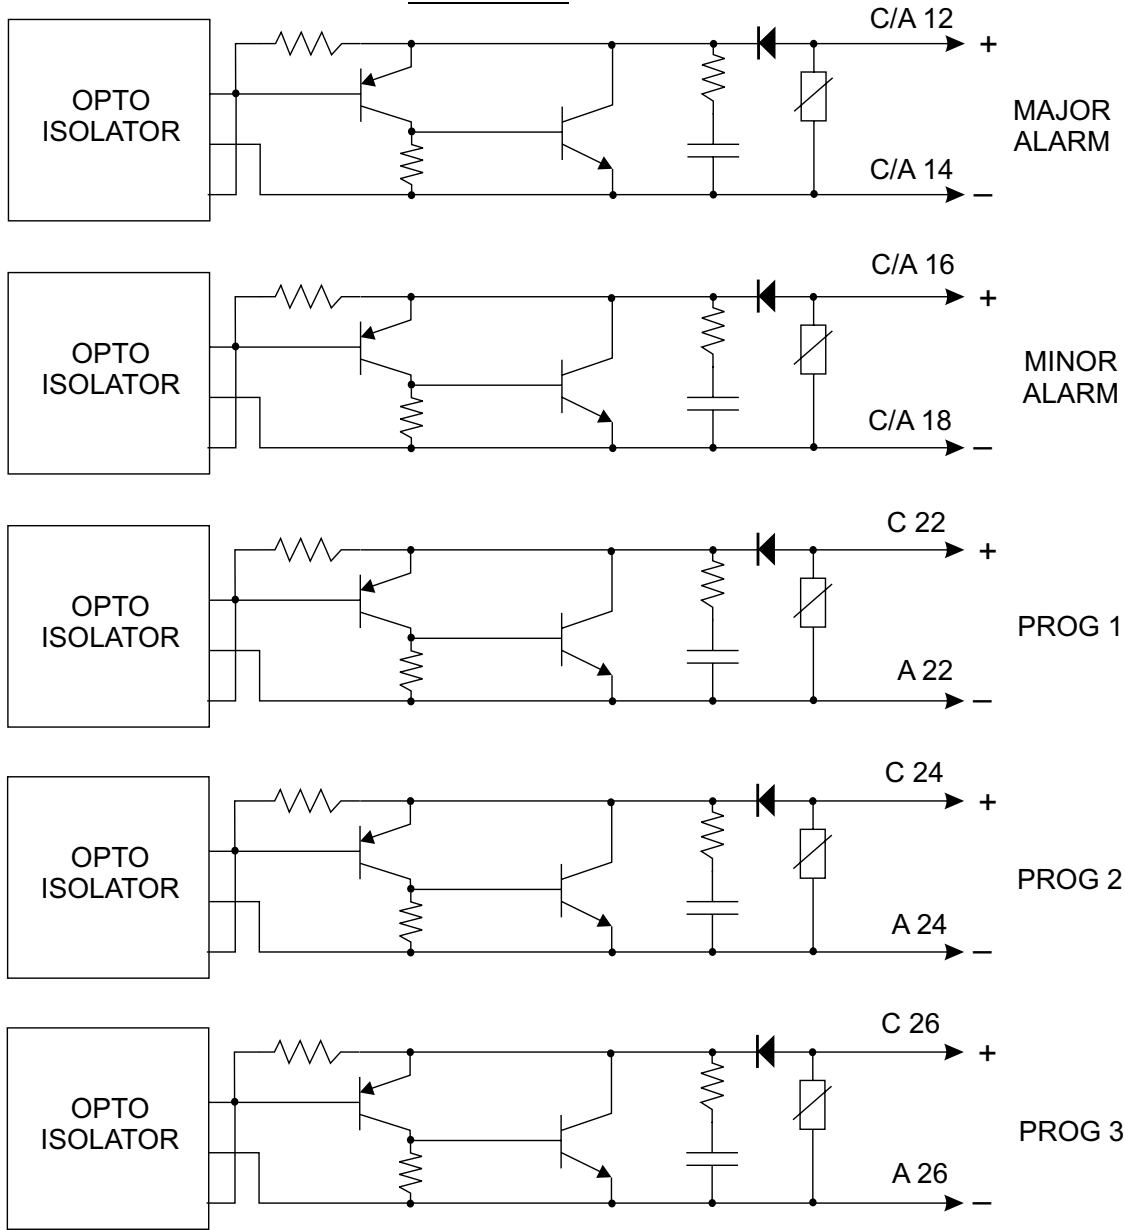 C/A 12
+
OPTO
ISOLATOR
MAJOR
ALARM
C/A 14
–
C/A 16
+
OPTO
ISOLATOR
MINOR
ALARM
C/A 18
–
C 22
+
OPTO
ISOLATOR
PROG 1
A 22
–
C 24
+
OPTO
ISOLATOR
PROG 2
A 24
–
C 26
+
OPTO
ISOLATOR
PROG 3
A 26
–